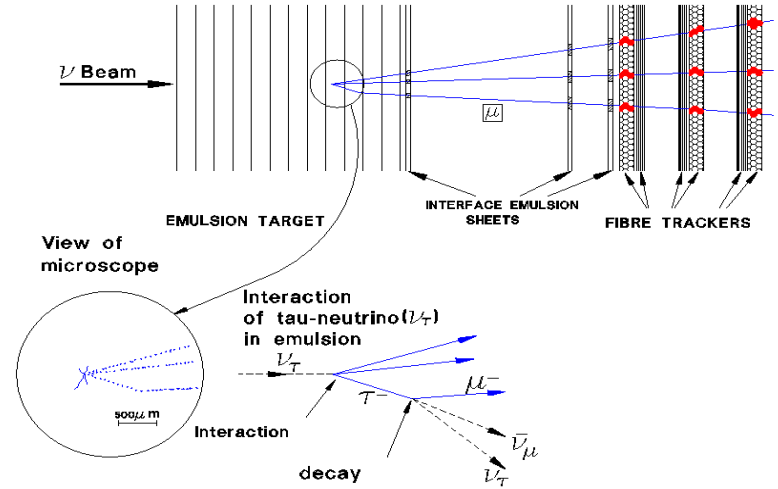 ν Beam
μ
EMULSION TARGET
INTERFACE EMULSION
SHEETS
FIBRE TRACKERS
View of
microscope
500μ m
Interaction
of tau-neutrino(ντ)
in emulsion
ντ
τ−
μ−
Interaction
decay
ν̄μ
ντ